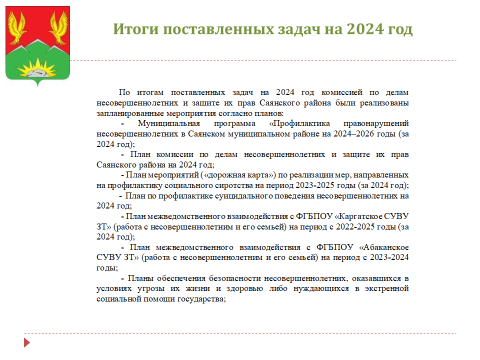 Итоги поставленных задач на 2024 год
По итогам поставленных задач на 2024 год комиссией по делам
несовершеннолетних и защите их прав Саянского района были реализованы
запланированные мероприятия согласно планов:
- Муниципальная программа «Профилактика правонарушений
несовершеннолетних в Саянском муниципальном районе на 2024–2026 годы (за
2024 год);
- План комиссии по делам несовершеннолетних и защите их прав
Саянского района на 2024 год;
- План мероприятий («дорожная карта») по реализации мер, направленных
на профилактику социального сиротства на период 2023-2025 годы (за 2024 год);
- План по профилактике суицидального поведения несовершеннолетних на
2024 год;
- План межведомственного взаимодействия с ФГБПОУ «Каргатское СУВУ
ЗТ» (работа с несовершеннолетним и его семьей) на период с 2022-2025 годы (за
2024 год);
- План межведомственного взаимодействия с ФГБПОУ «Абаканское
СУВУ ЗТ» (работа с несовершеннолетним и его семьей) на период с 2023-2024
годы;
- Планы обеспечения безопасности несовершеннолетних, оказавшихся в
условиях угрозы их жизни и здоровью либо нуждающихся в экстренной
социальной помощи государства;